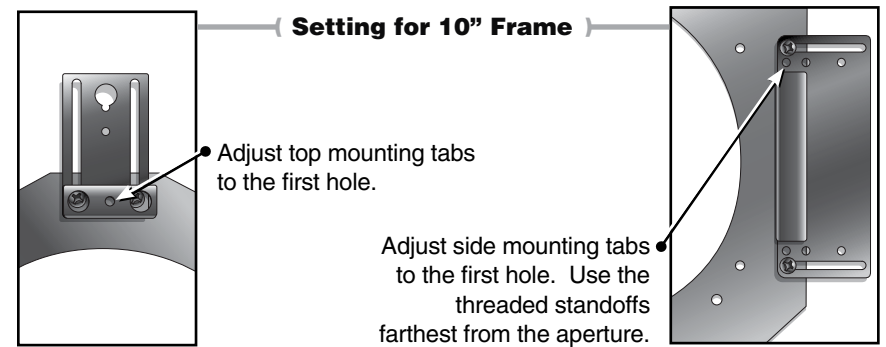 Setting for 10” Frame
Adjust top mounting tabs
to the first hole.
Adjust side mounting tabs
to the first hole.  Use the
threaded standoffs
farthest from the aperture.